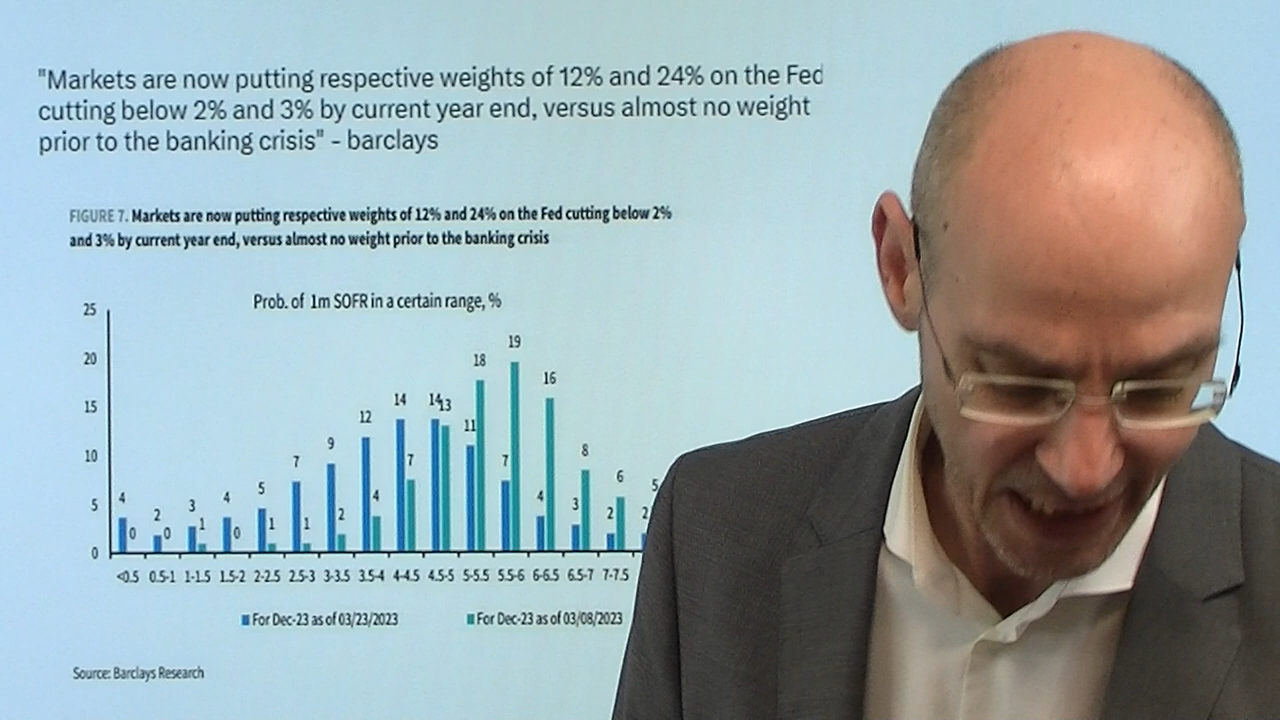 "Markets are now putting respective weights of 12% and 24% on the Fed
cutting below 2% and 3% by current year end, versus almost no weight
prior to the banking crisis" - barclays
FIGURE 7. Markets are now putting respective weights of 12% and 24% on the Fed cutting below 2%
and 3% by current year end, versus almost no weight prior to the banking crisis
Prob. of 1m SOFR in a certain range, %
25
20
15
10
5
0
4 0 2 0 3 1 4 0 5 1 7 1 9 2 12 4 14 7 14 13 11 18 7 19 4 16 3 8 2 6 2 5
<0.5 0.5-1 1-1.5 1.5-2 2-2.5 2.5-3 3-3.5 3.5-4 4-4.5 4.5-5 5-5.5 5.5-6 6-6.5 6.5-7 7-7.5
For Dec-23 as of 03/23/2023 For Dec-23 as of 03/08/2023
Source: Barclays Research